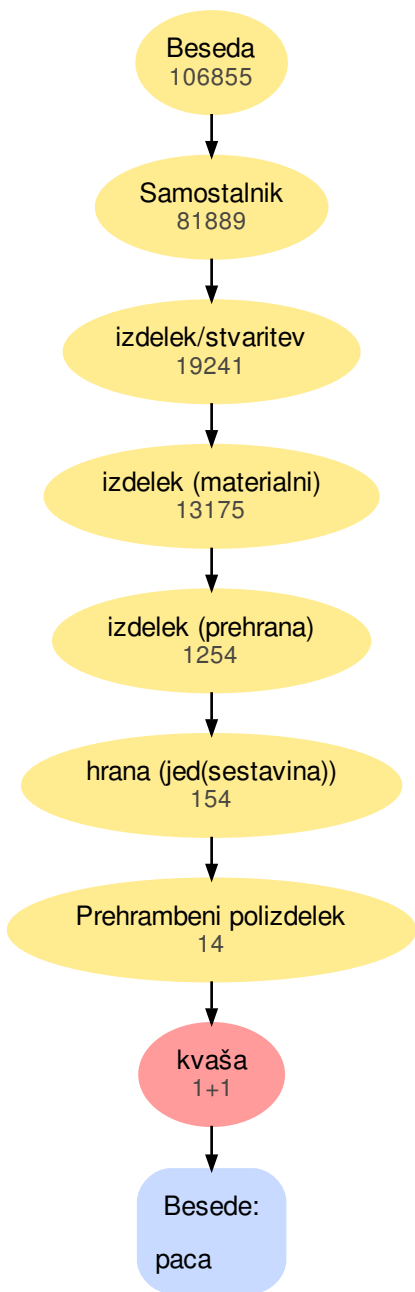 Beseda
106855
Samostalnik
81889
izdelek/stvaritev
19241
izdelek (materialni)
13175
izdelek (prehrana)
1254
hrana (jed(sestavina))
154
Prehrambeni polizdelek
14
kvaša
1+1
Besede:
paca